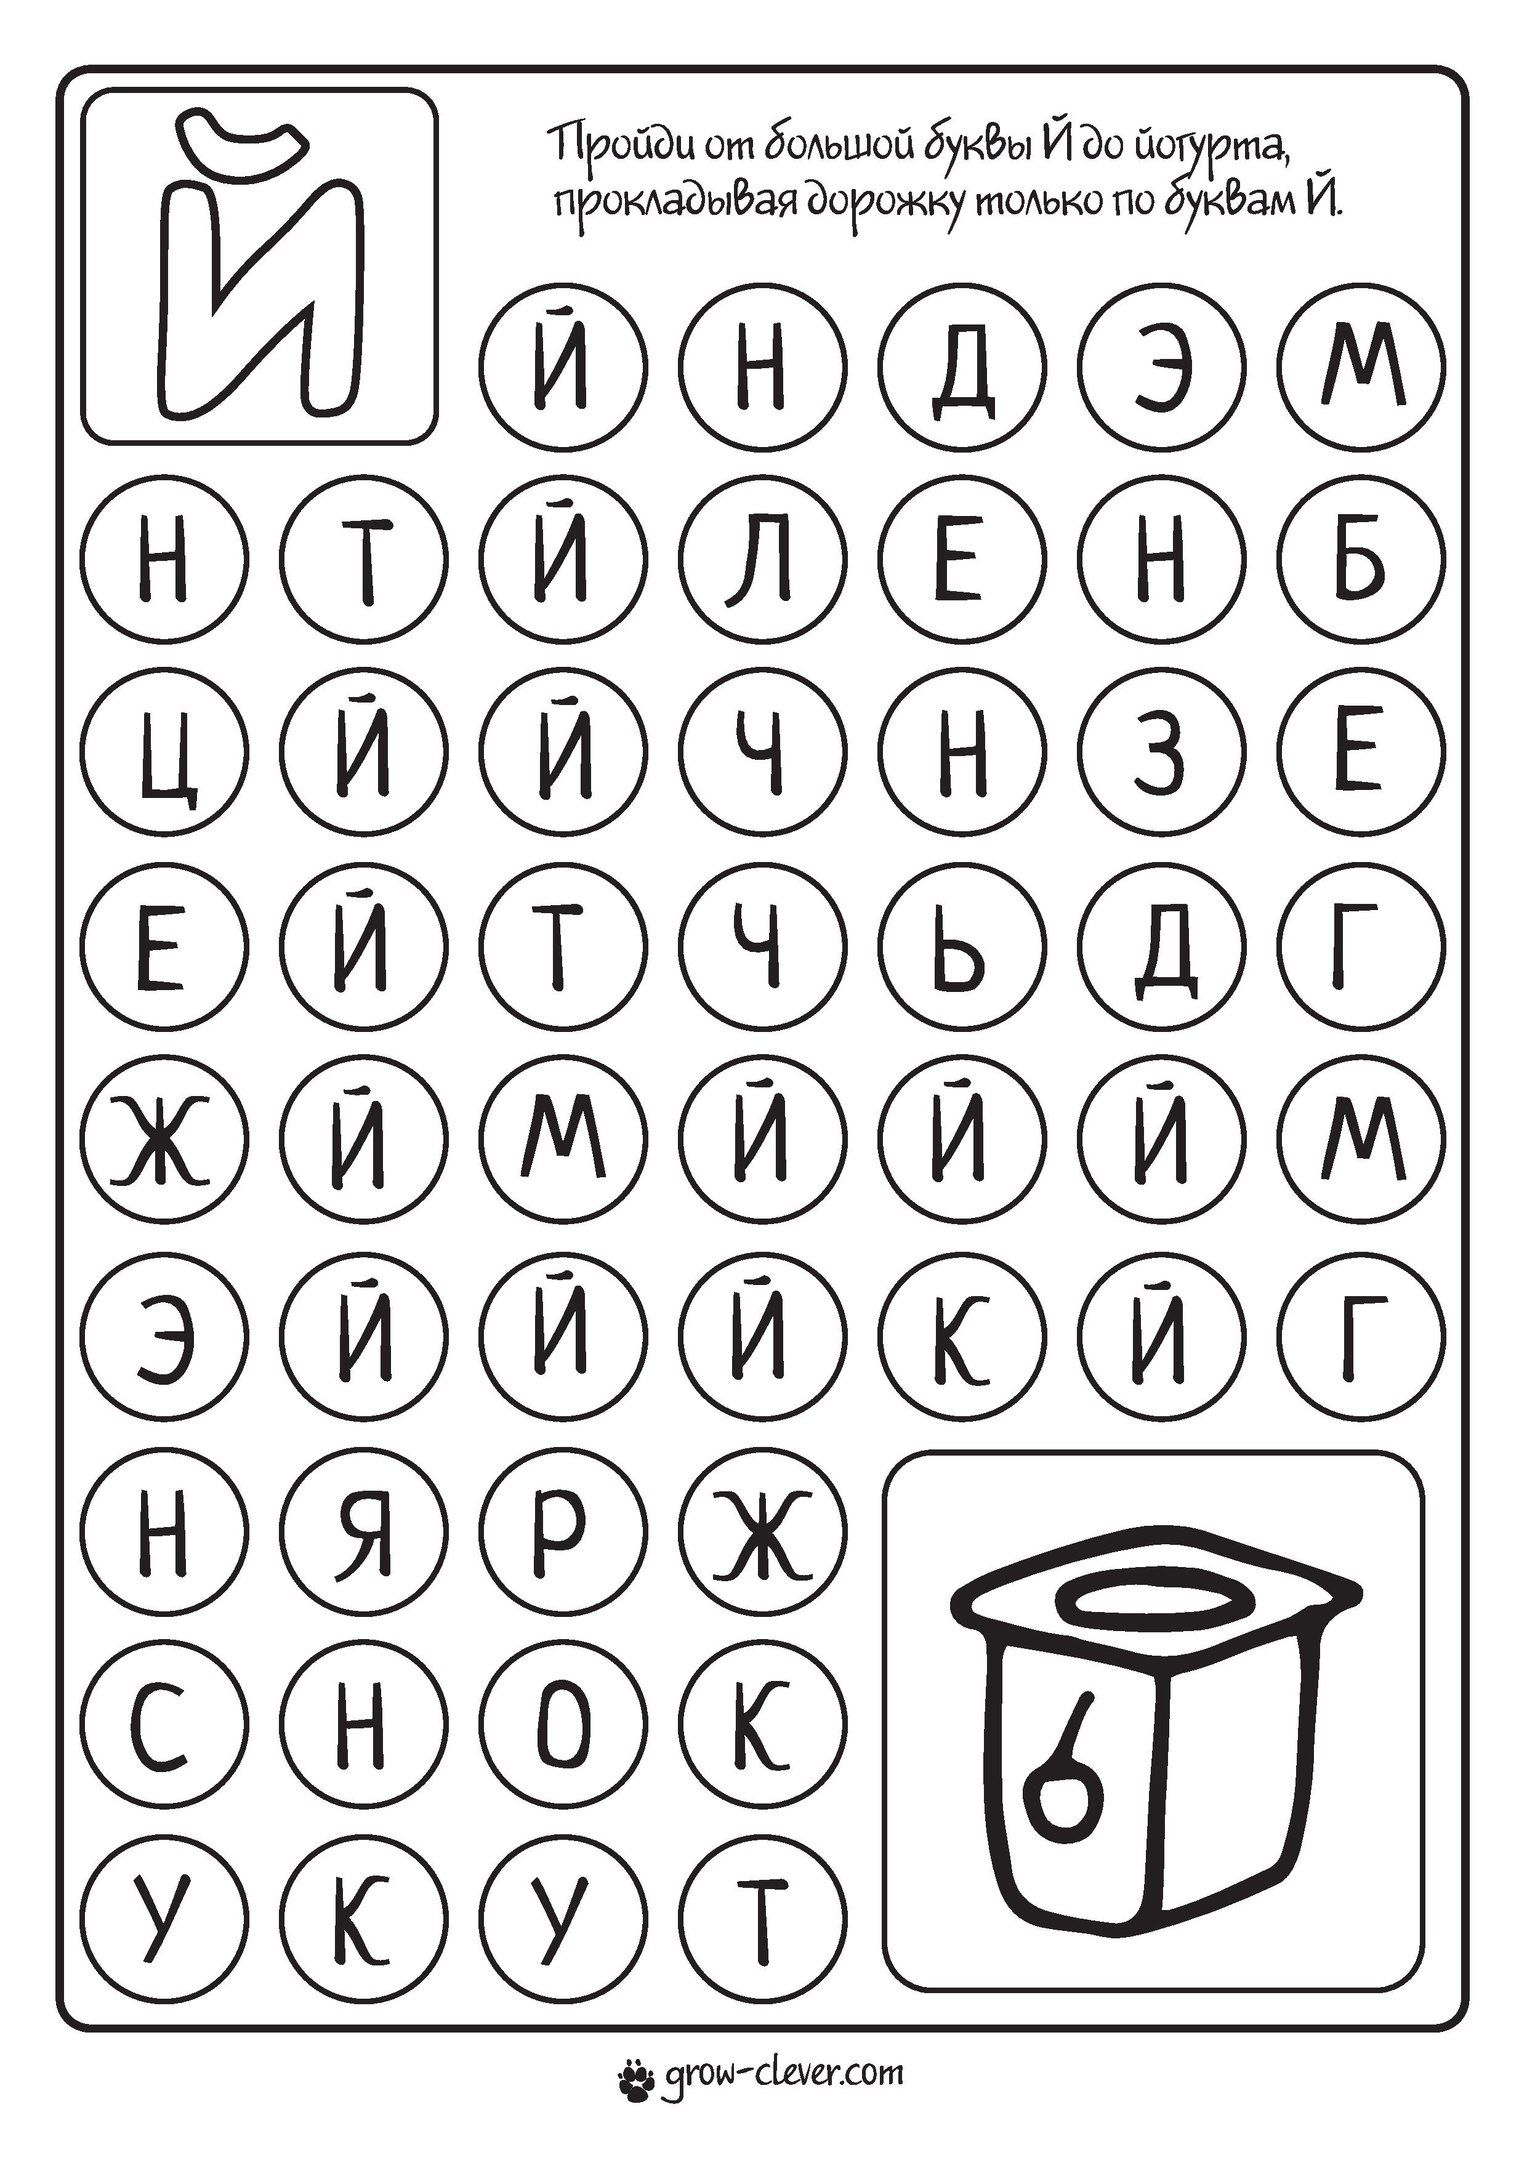 Й
Пройди от большой буквы Й до йогурта,
прокладывая дорожку только по буквам Й.
Й Н Д Э М
Н Т Й Л Е Н Б
Ц Й Й Ч Н З Е
Е Й Т Ч Ь Д Г
Ж Й М Й Й Й М
Э Й Й Й К Й Г
Н Я Р Ж
С Н О К
У К У Т
grow-clever.com